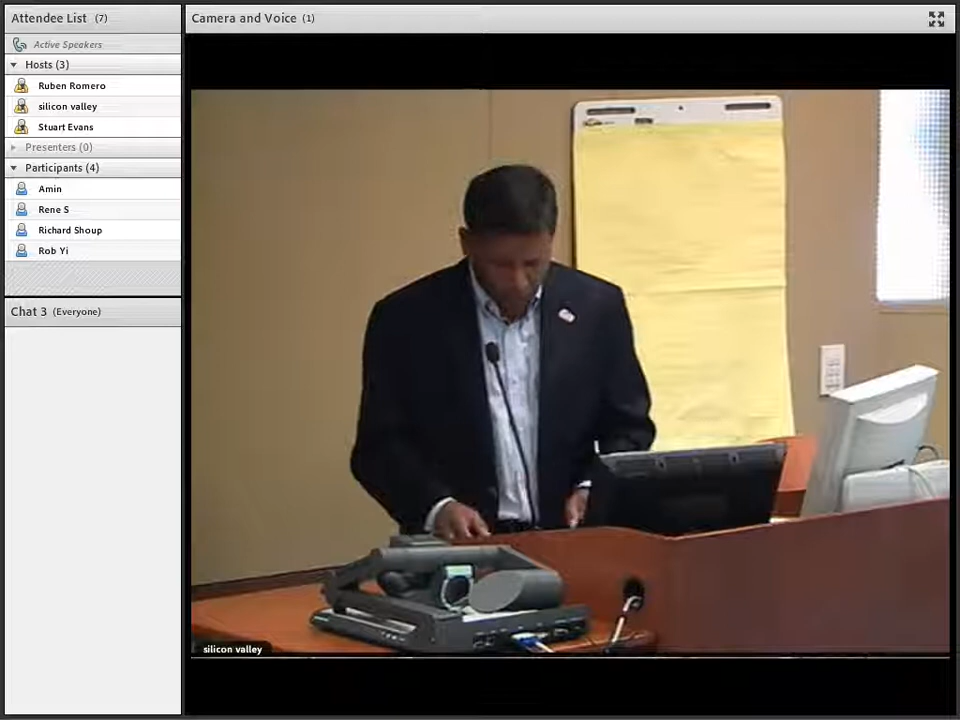 Attendee List (7)
Active Speakers
Hosts (3)
Ruben Romero
silicon valley
Stuart Evans
Presenters (0)
Participants (4)
Amin
Rene S
Richard Shoup
Rob Yi
Chat 3 (Everyone)
Camera and Voice (1)
silicon valley